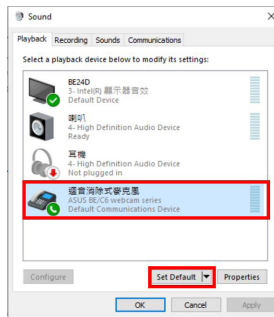 Sound
Playback Recording Sounds Communications
Select a playback device below to modify its settings:
BE24D
3- Intel(R) 顯示器音效
Default Device
喇叭
4- High Definition Audio Device
Ready
耳機
4- High Definition Audio Device
Not plugged in
迴音消除式麥克風
ASUS BE/C6 webcam series
Default Communications Device
Configure Set Default Properties
OK Cancel Apply